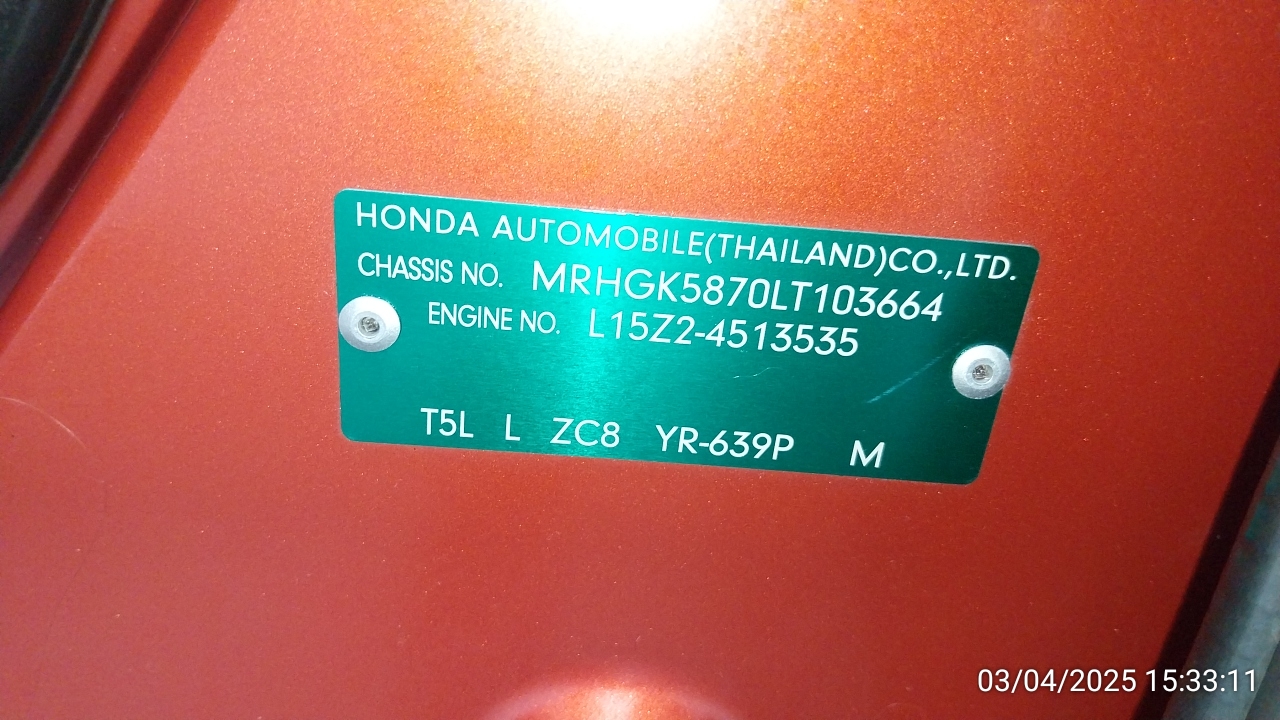 HONDA AUTOMOBILE(THAILAND)CO.,LTD.
CHASSIS NO. MRHGK5870LT103664
ENGINE NO. L15Z2-4513535
T5L L ZC8 YR-639P M
03/04/2025 15:33:11